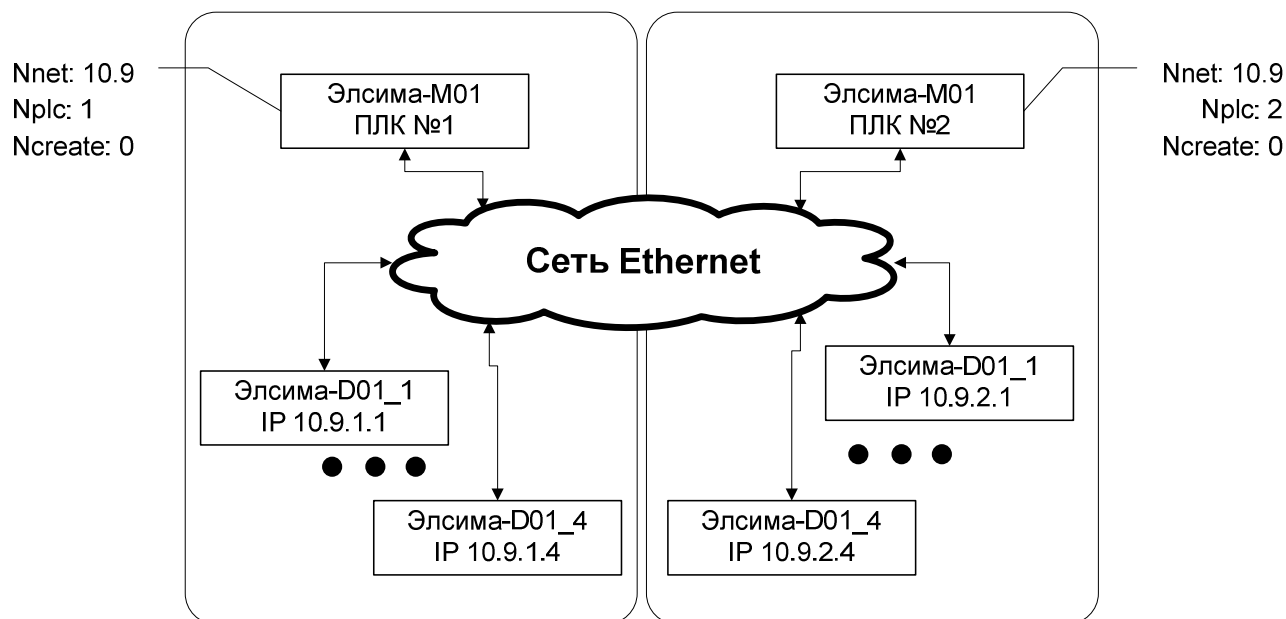 Nnet: 10.9
Nplc: 1
Ncreate: 0
Элсима-M01
ПЛК №1
Элсима-M01
ПЛК №2
Nnet: 10.9
Nplc: 2
Ncreate: 0
Сеть Ethernet
Элсима-D01_1
IP 10.9.1.1
Элсима-D01_4
IP 10.9.1.4
Элсима-D01_1
IP 10.9.2.1
Элсима-D01_4
IP 10.9.2.4